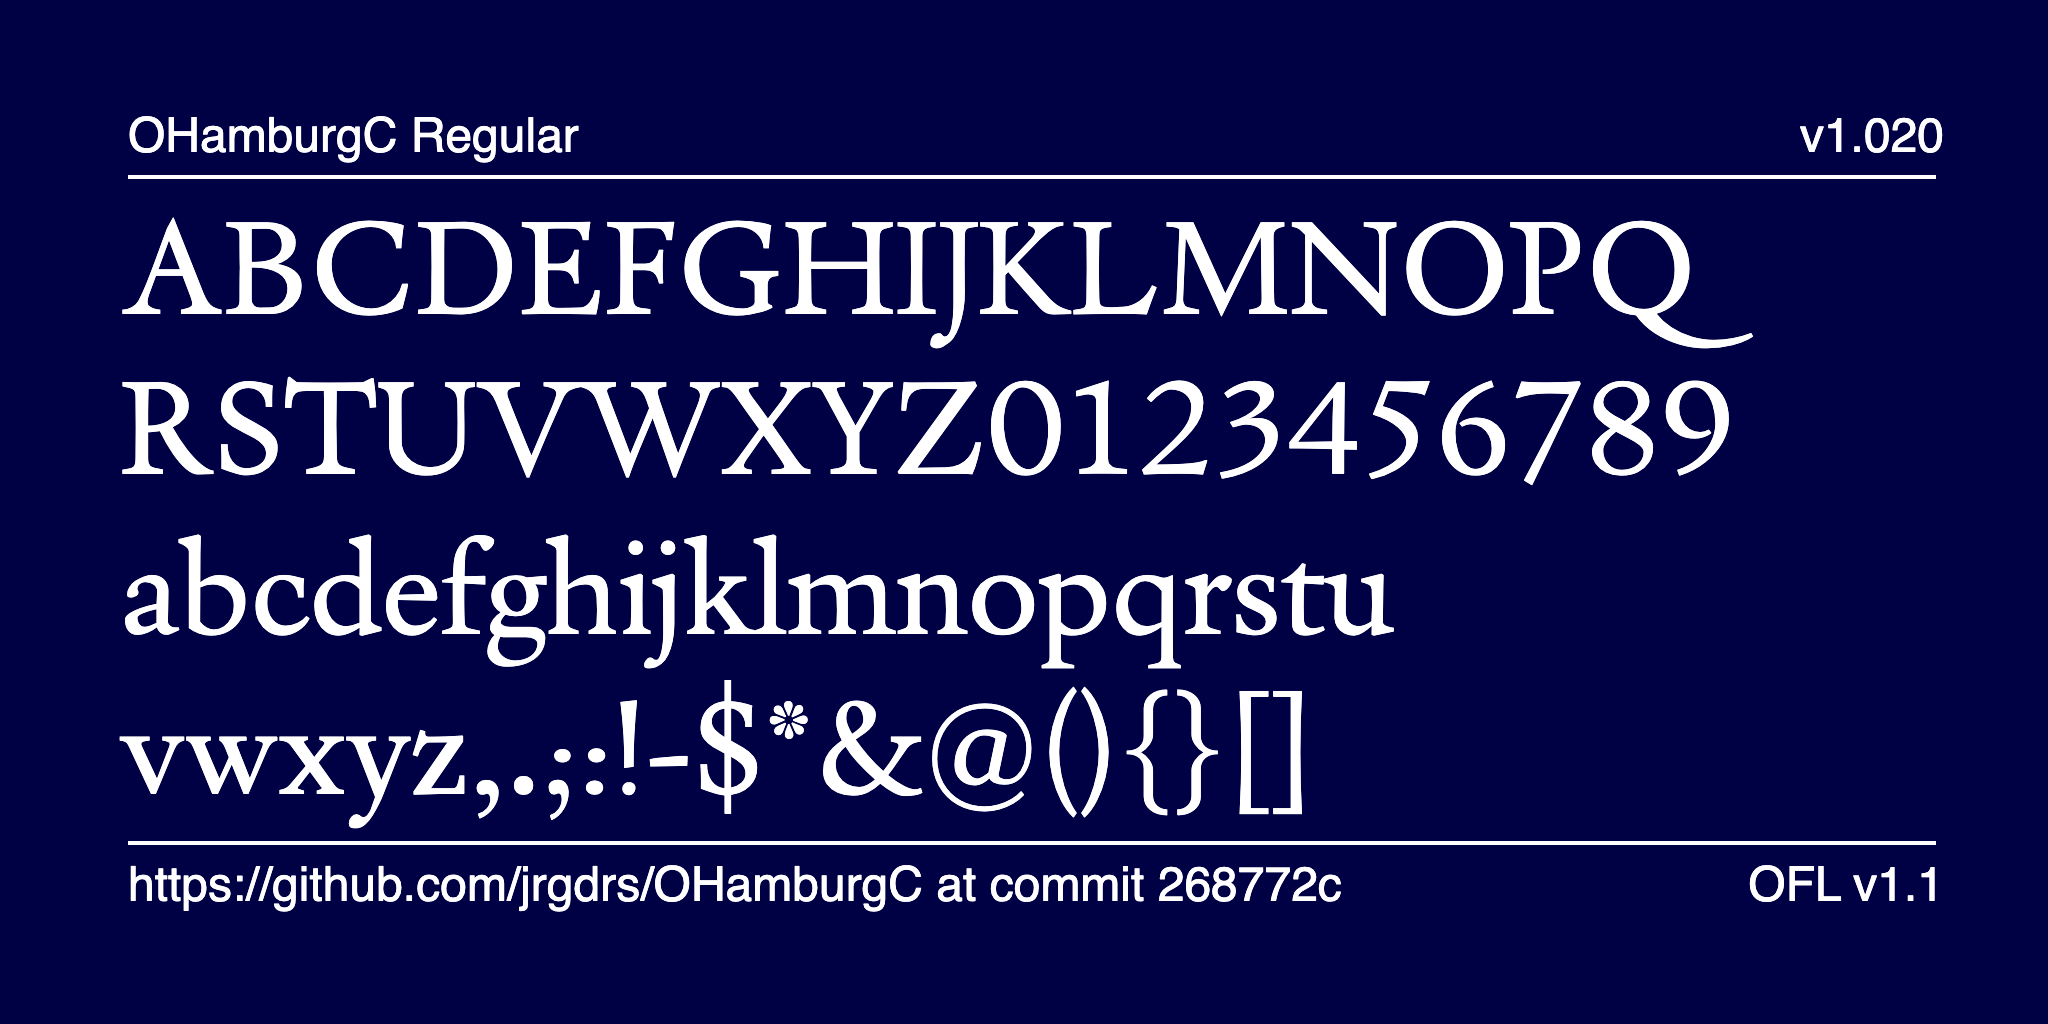 OHamburgC Regular v1.020
ABCDEFGHIJKLMNOPQ
RSTUVWXYZ0123456789
abcdefghijklmnopqrstu
vwxyz,.;:!-$*&@(){}[]
https://github.com/jrgdrs/OHamburgC at commit 268772c OFL v1.1